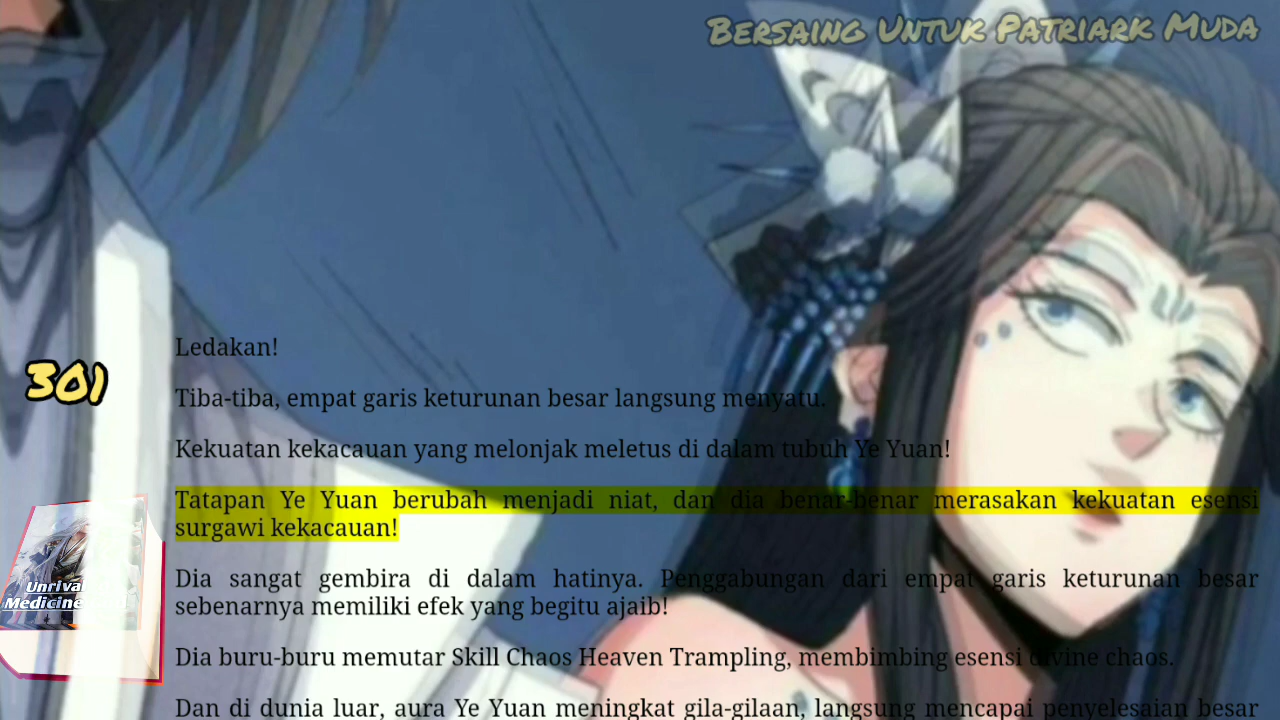 Bersaing Untuk Patriark Muda
Ledakan!
Tiba-tiba, empat garis keturunan besar langsung menyatu.
301
Kekuatan kekacauan yang melonjak meletus di dalam tubuh Ye Yuan!
Tatapan Ye Yuan berubah menjadi niat, dan dia benar-benar merasakan kekuatan esensi
surgawi kekacauan!
Dia sangat gembira di dalam hatinya. Penggabungan dari empat garis keturunan besar
sebenarnya memiliki efek yang begitu ajaib!
Unrival
Medicine
Dia buru-buru memutar Skill Chaos Heaven Trampling, membimbing esensi divine chaos.
Dan di dunia luar, aura Ye Yuan meningkat gila-gilaan, langsung mencapai penyelesaian besar